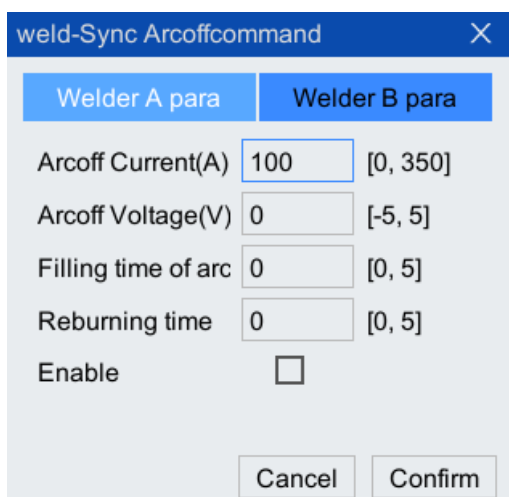 weld-Sync Arcoffcommand
Welder A para Welder B para
Arcoff Current(A) 100 [0, 350]
Arcoff Voltage(V) 0 [-5, 5]
Filling time of arc 0 [0, 5]
Reburning time 0 [0, 5]
Enable
Cancel Confirm